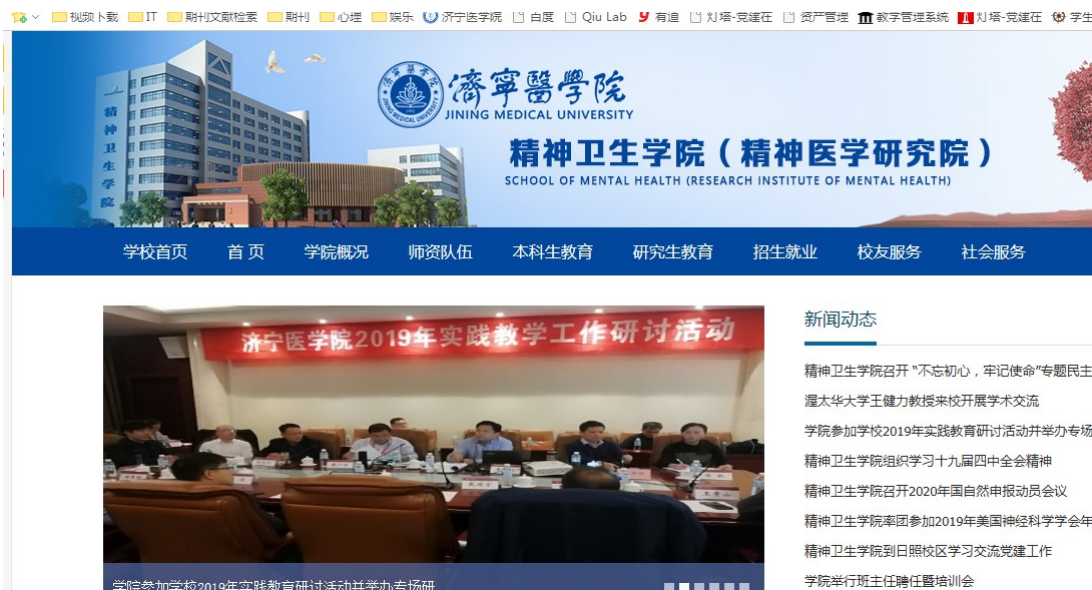 视频下载 IT 期刊文献检索 期刊 心理 娱乐 济宁医学院 百度 Qiu Lab 有道 灯塔-党建在 资产管理 教学管理系统 灯塔-党建在 学生
濟寧醫學院
JINING MEDICAL UNIVERSITY
精神卫生学院
精神卫生学院（精神医学研究院）
SCHOOL OF MENTAL HEALTH (RESEARCH INSTITUTE OF MENTAL HEALTH)
学校首页 首 页 学院概况 师资队伍 本科生教育 研究生教育 招生就业 校友服务 社会服务
济宁医学院2019年实践教学工作研讨活动
学院参加学校2019年实践教育研讨活动并举办专场研
新闻动态
精神卫生学院召开 “不忘初心，牢记使命”专题民主
渥太华大学王健力教授来校开展学术交流
学院参加学校2019年实践教育研讨活动并举办专场
精神卫生学院组织学习十九届四中全会精神
精神卫生学院召开2020年国自然申报动员会议
精神卫生学院率团参加2019年美国神经科学学会年
精神卫生学院到日照校区学习交流党建工作
学院举行班主任聘任暨培训会